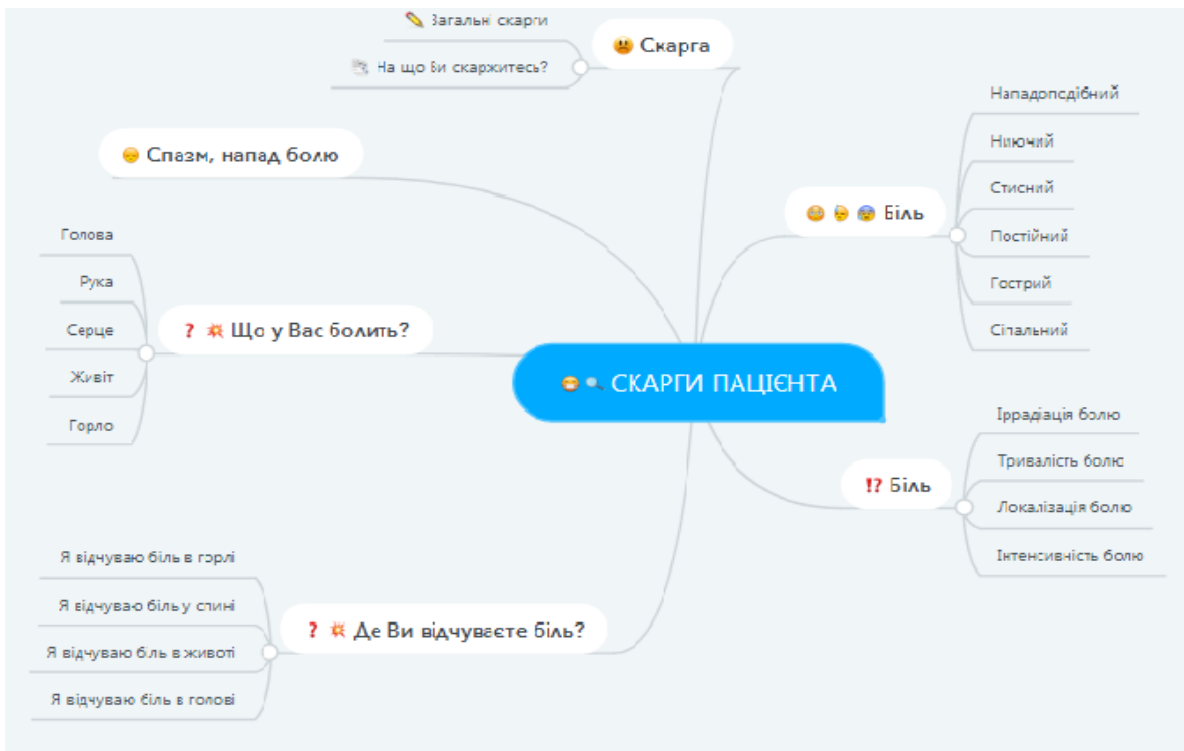 Загальні скарги
На що Ви скаржитесь?
Скарга
Спазм, напад болю
Голова
Рука
Серце
Живіт
Горло
Що у Вас болить?
Я відчуваю біль в горлі
Я відчуваю біль у спині
Я відчуваю біль в животі
Я відчуваю біль в голові
Де Ви відчуваєте біль?
СКАРГИ ПАЦІЄНТА
Біль
Нападоподібний
Ниючий
Стисний
Постійний
Гострий
Сіпальний
Біль
Іррадіація болю
Тривалість болю
Локалізація болю
Інтенсивність болю